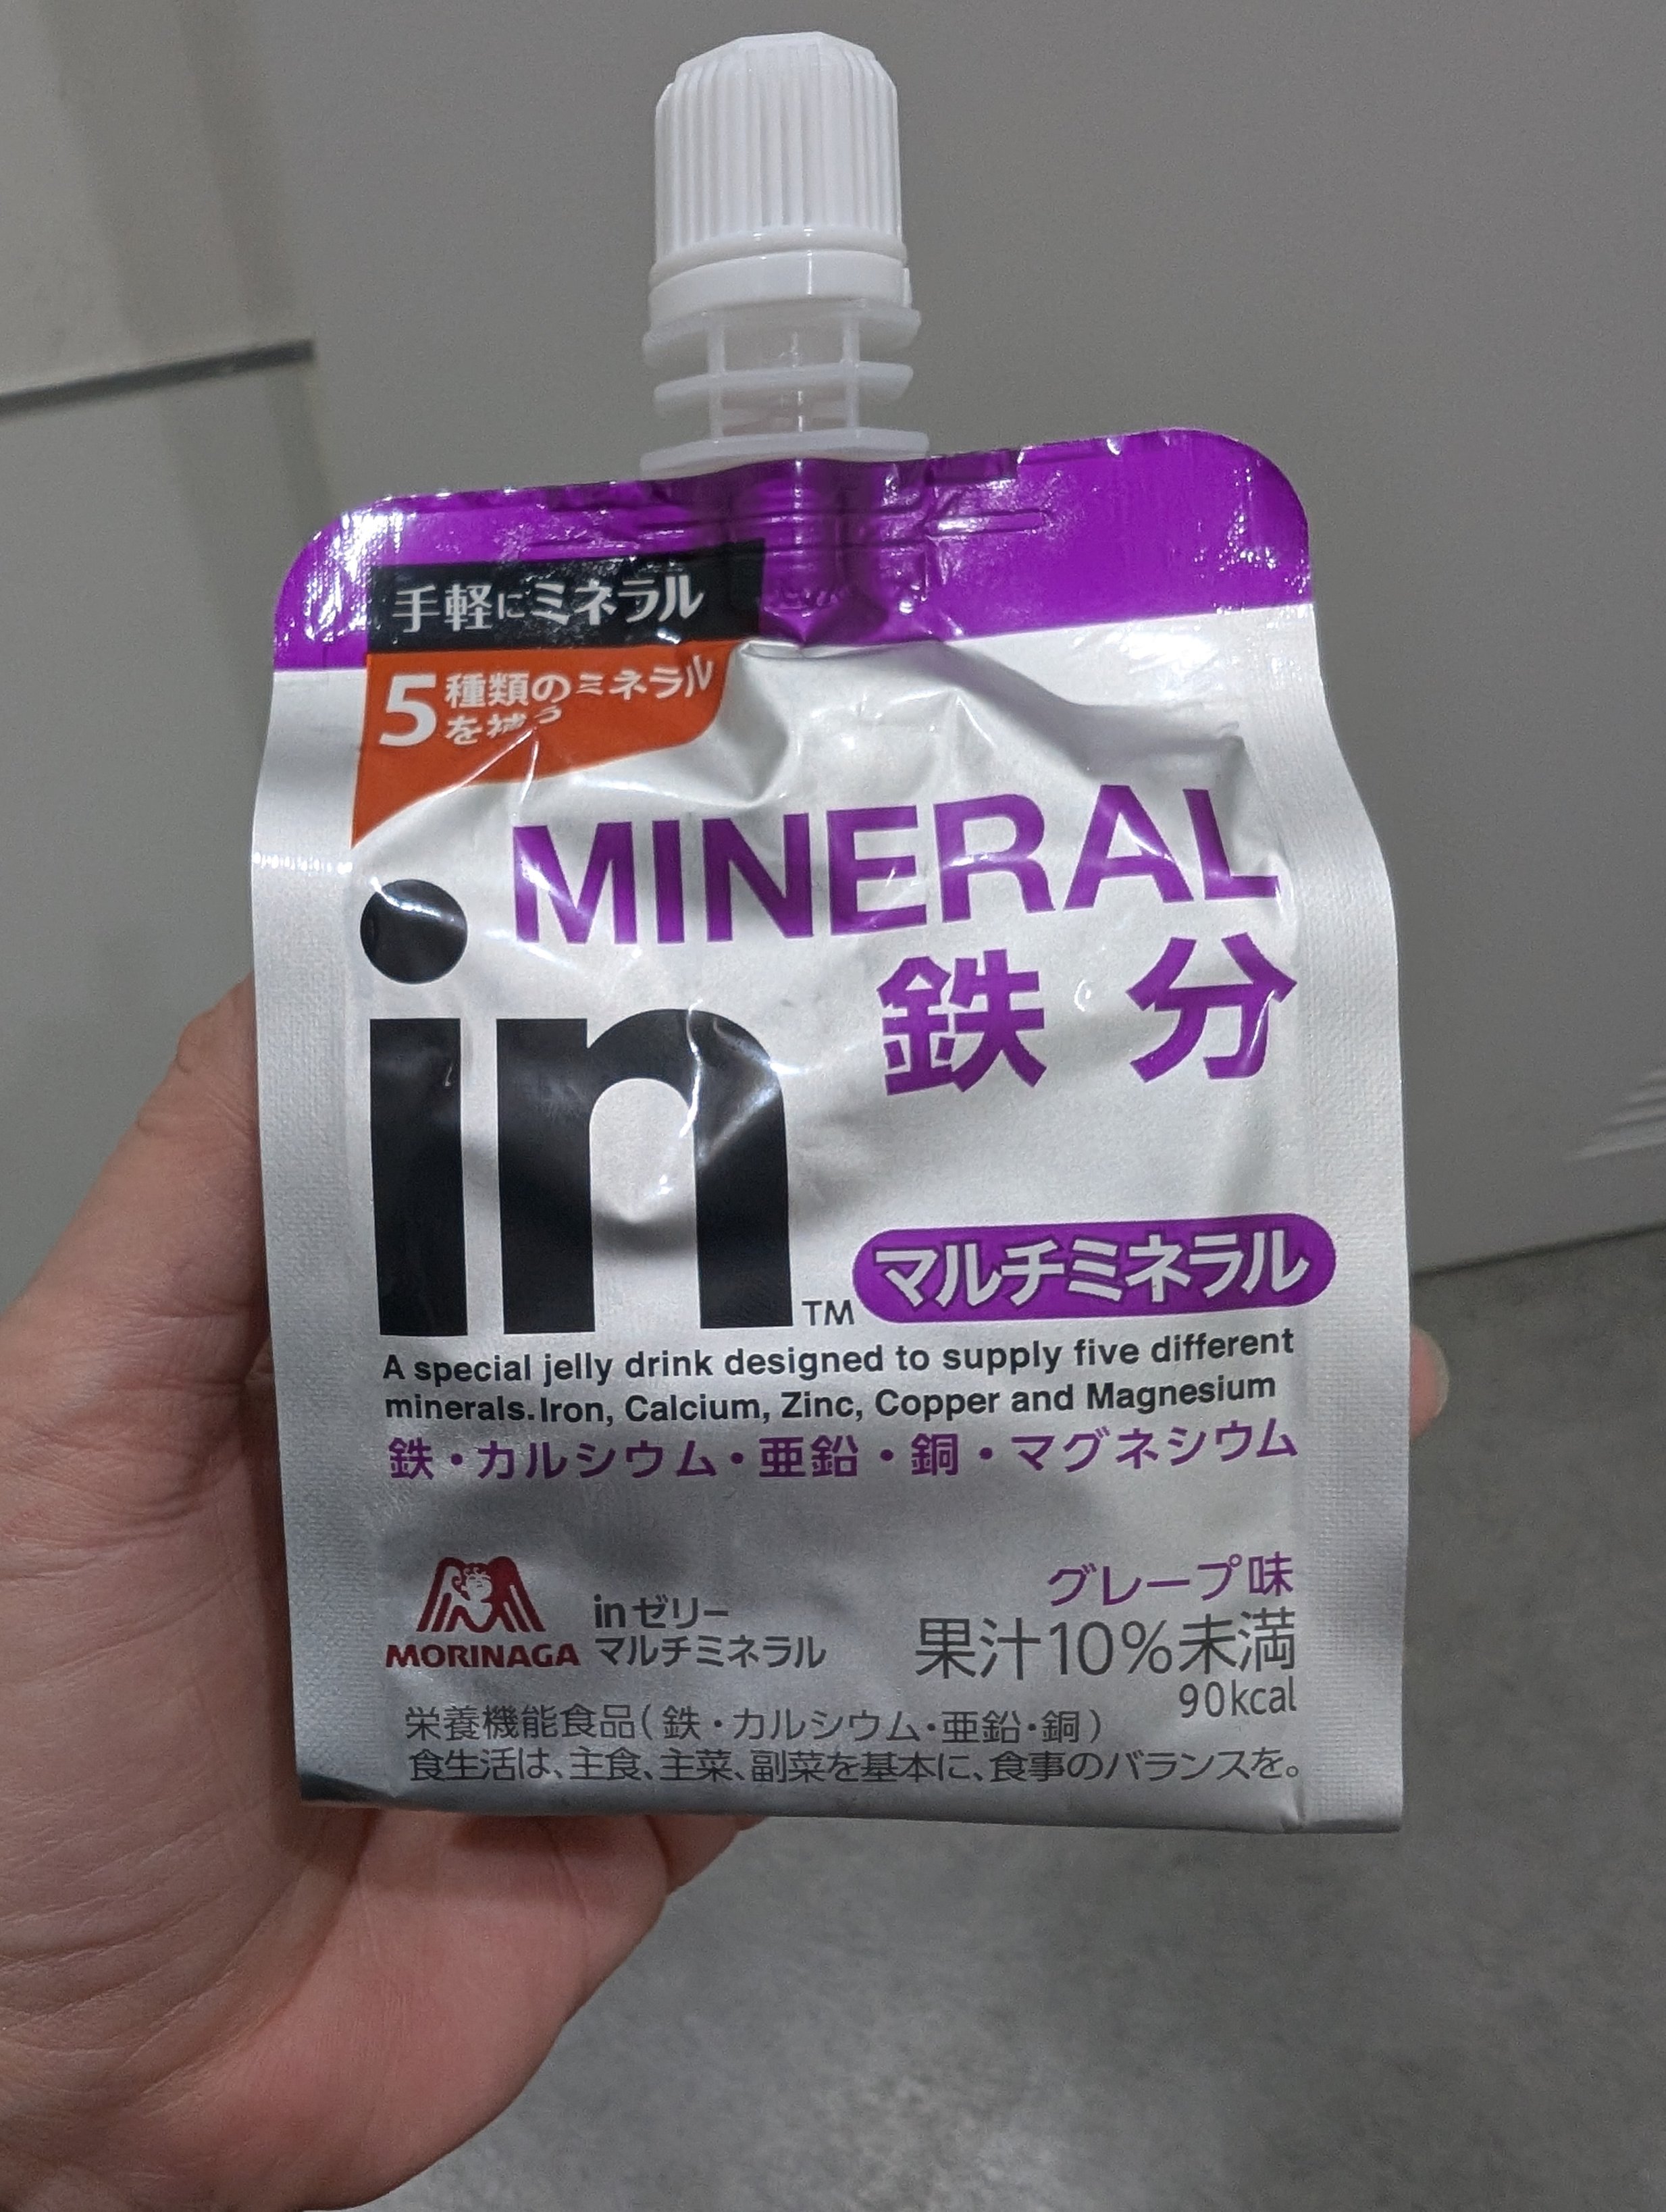 手軽にミネラル
5種類のミネラル
を補う
MINERAL
鉄分
in
TM
マルチミネラル
A special jelly drink designed to supply five different
minerals. Iron, Calcium, Zinc, Copper and Magnesium
鉄・カルシウム・亜鉛・銅・マグネシウム
グレープ味
MORINAGA
inゼリー
マルチミネラル
果汁10%未満
90kcal
栄養機能食品(鉄・カルシウム・亜鉛・銅)
食生活は、主食、主菜、副菜を基本に、食事のバランスを。